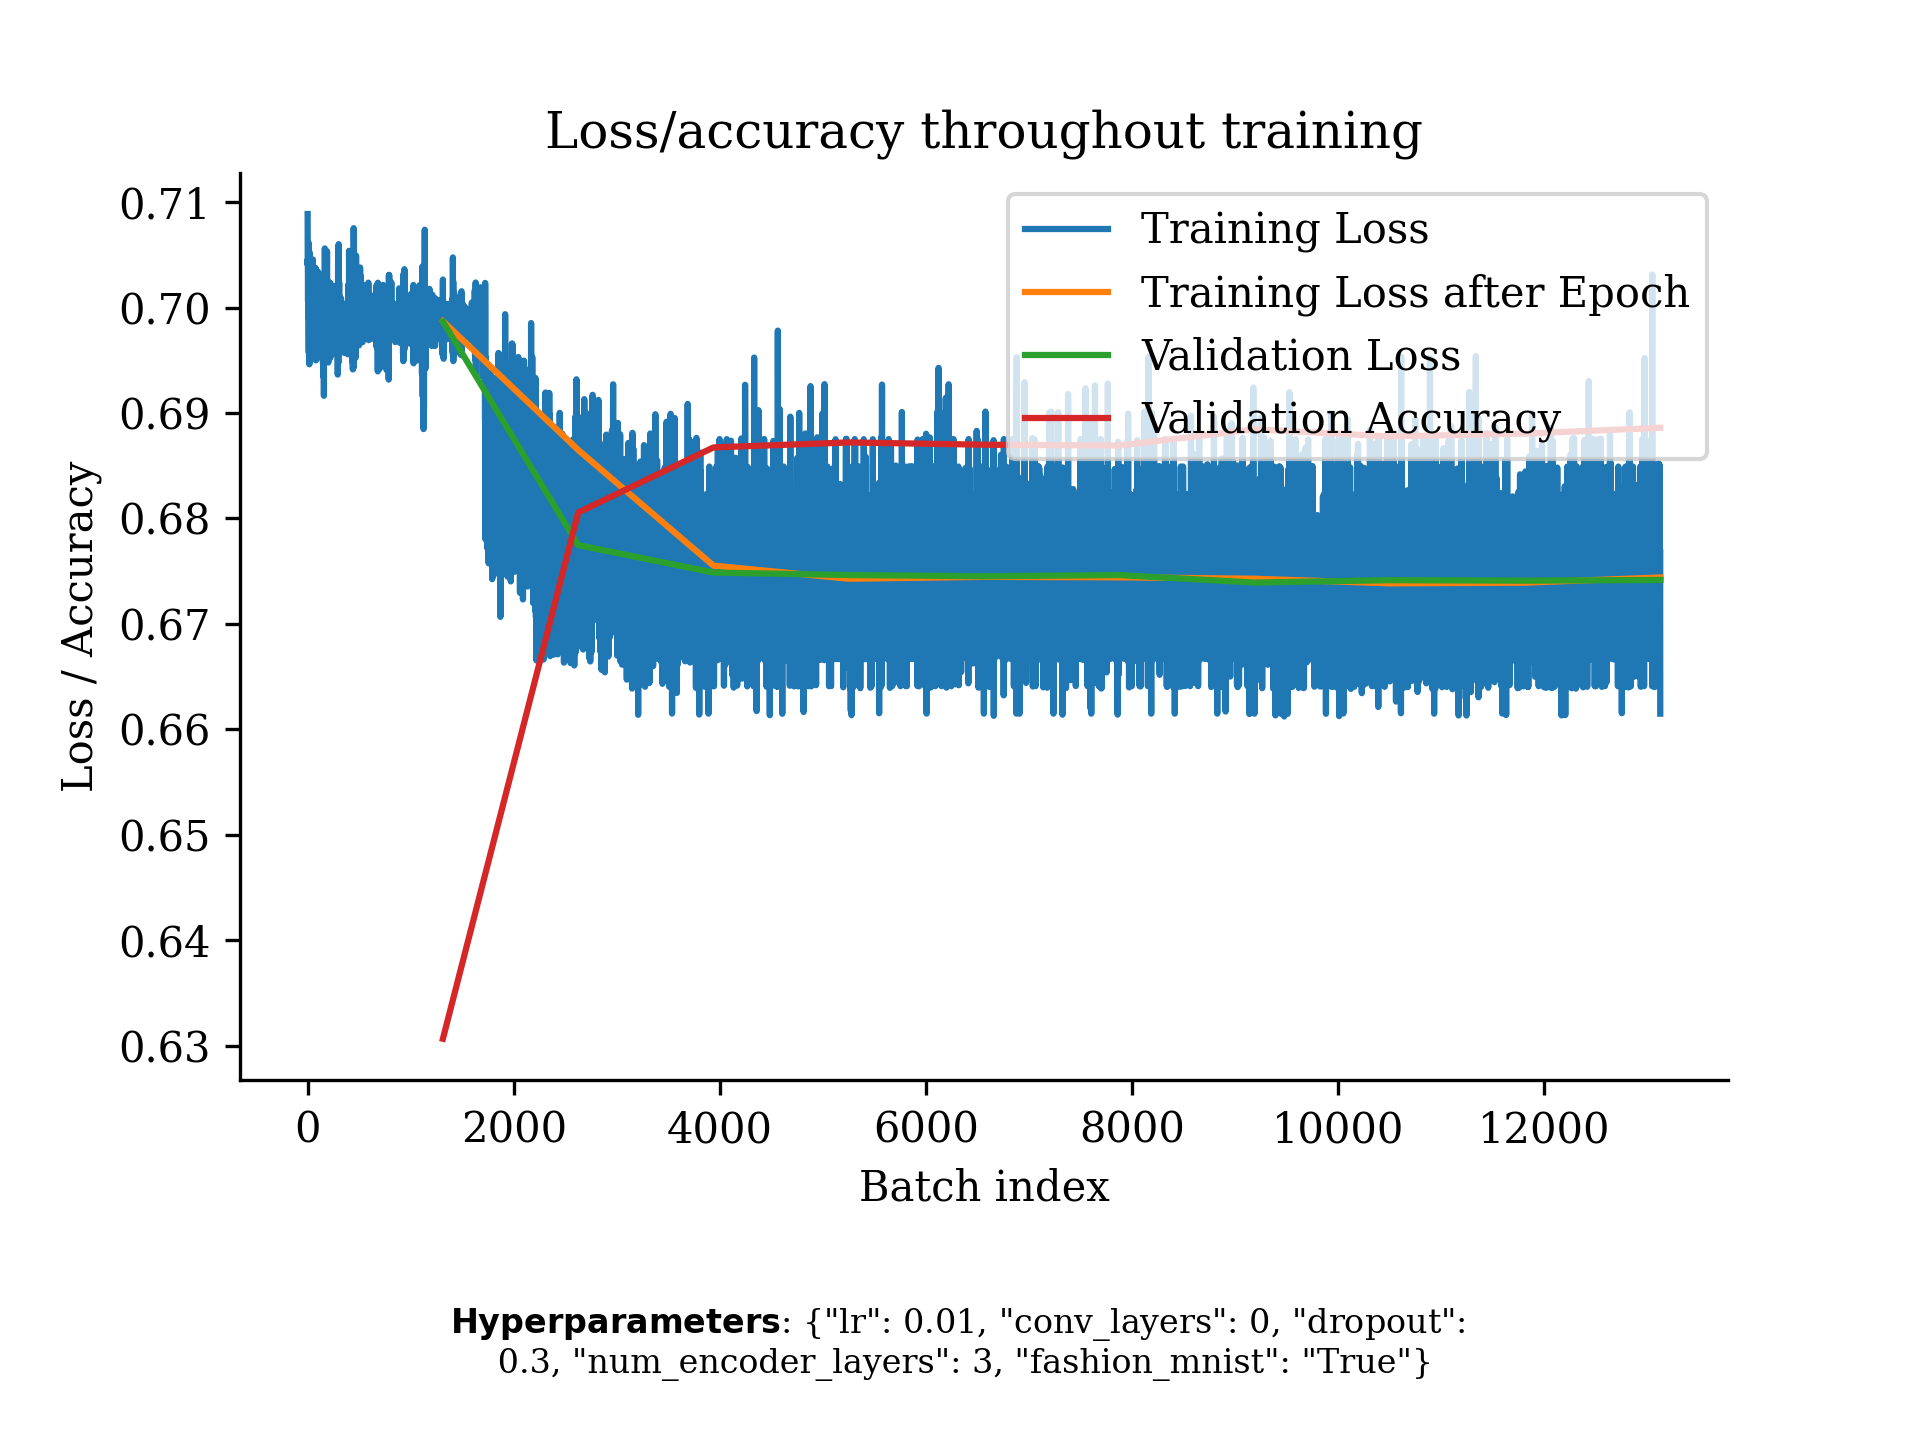 Loss/accuracy throughout training
0.71
0.70
0.69
0.68
0.67
0.66
0.65
0.64
0.63
Loss / Accuracy
Training Loss
Training Loss after Epoch
Validation Loss
Validation Accuracy
0 2000 4000 6000 8000 10000 12000
Batch index
Hyperparameters: {"lr": 0.01, "conv_layers": 0, "dropout":
0.3, "num_encoder_layers": 3, "fashion_mnist": "True"}